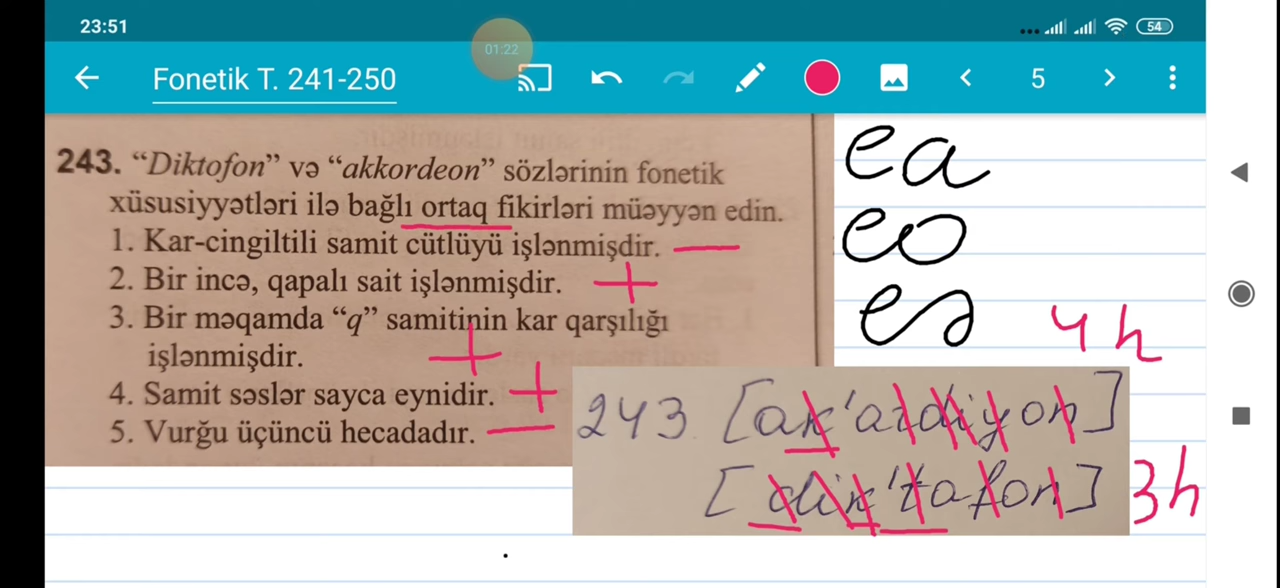 23:51
54
01:22
Fonetik T. 241-250
5
243. “Diktofon” və “akkordeon” sözlərinin fonetik
xüsusiyyətləri ilə bağlı ortaq fikirləri müəyyən edin.
1. Kar-cingiltili samit cütlüyü işlənmişdir. —
2. Bir incə, qapalı sait işlənmişdir. +
3. Bir məqamda “q” samitinin kar qarşılığı
işlənmişdir. +
4. Samit səslər sayca eynidir. +
5. Vurğu üçüncü hecadadır. —
ea
eo
eə
4h
243 [ak'ardiyon]
[dik'tafon] 3h